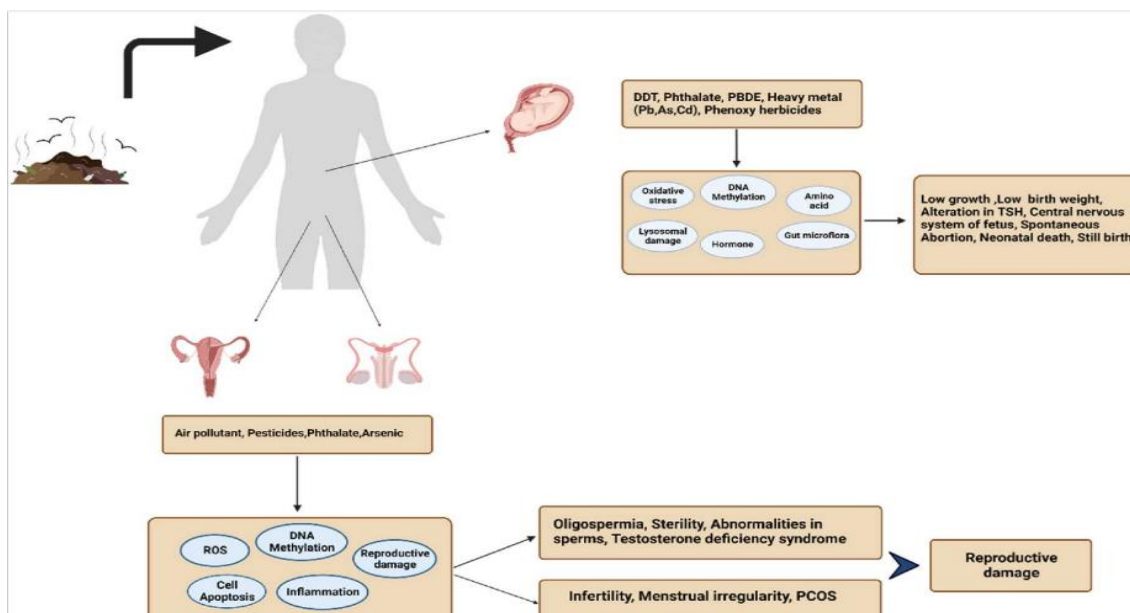 DDT, Phthalate, PBDE, Heavy metal
(Pb,As,Cd), Phenoxy herbicides
Oxidative
stress
DNA
Methylation
Amino
acid
Lysosomal
damage
Hormone
Gut microflora
Low growth ,Low birth weight,
Alteration in TSH, Central nervous
system of fetus, Spontaneous
Abortion, Neonatal death, Still birth
Air pollutant, Pesticides,Phthalate,Arsenic
ROS
DNA
Methylation
Reproductive
damage
Cell
Apoptosis
Inflammation
Oligospermia, Sterility, Abnormalities in
sperms, Testosterone deficiency syndrome
Infertility, Menstrual irregularity, PCOS
Reproductive
damage